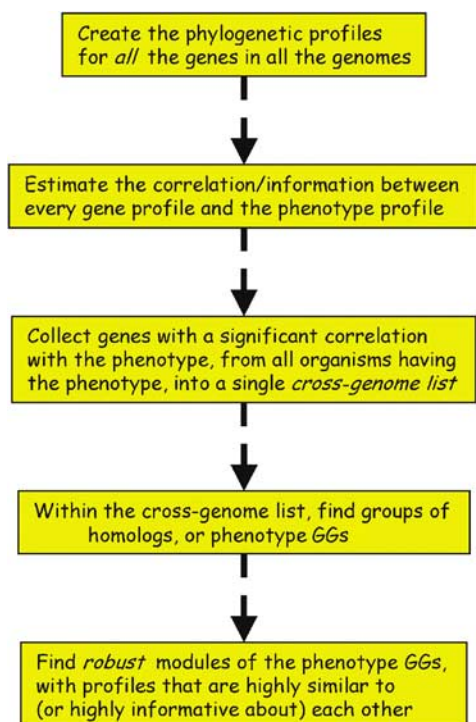 Create the phylogenetic profiles
for all the genes in all the genomes
Estimate the correlation/information between
every gene profile and the phenotype profile
Collect genes with a significant correlation
with the phenotype, from all organisms having
the phenotype, into a single cross-genome list
Within the cross-genome list, find groups of
homologs, or phenotype GGs
Find robust modules of the phenotype GGs,
with profiles that are highly similar to
(or highly informative about) each other